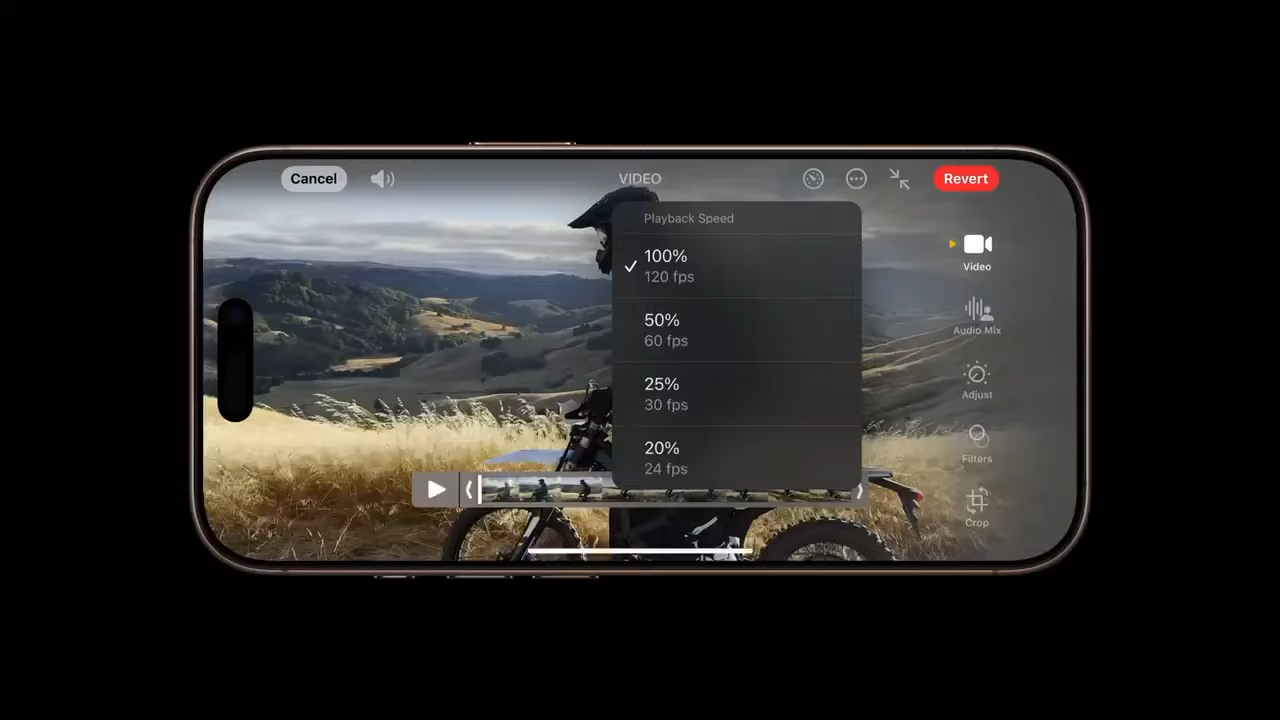 Cancel
VIDEO
Revert
Playback Speed
100%
120 fps
50%
60 fps
25%
30 fps
20%
24 fps
Video
Audio Mix
Adjust
Filters
Crop